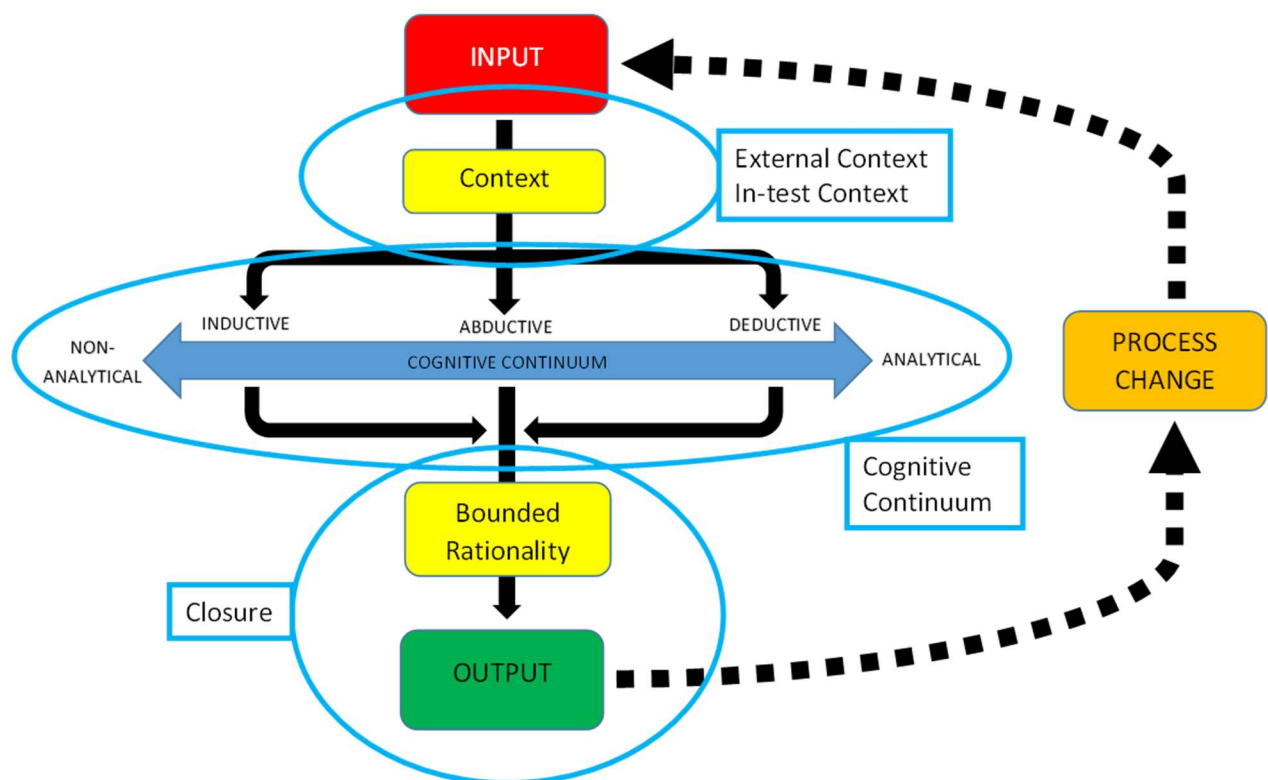 INPUT
External Context
In-test Context
Context
INDUCTIVE
ABDUCTIVE
DEDUCTIVE
NON-
ANALYTICAL
COGNITIVE CONTINUUM
ANALYTICAL
PROCESS
CHANGE
Cognitive
Continuum
Bounded
Rationality
Closure
OUTPUT